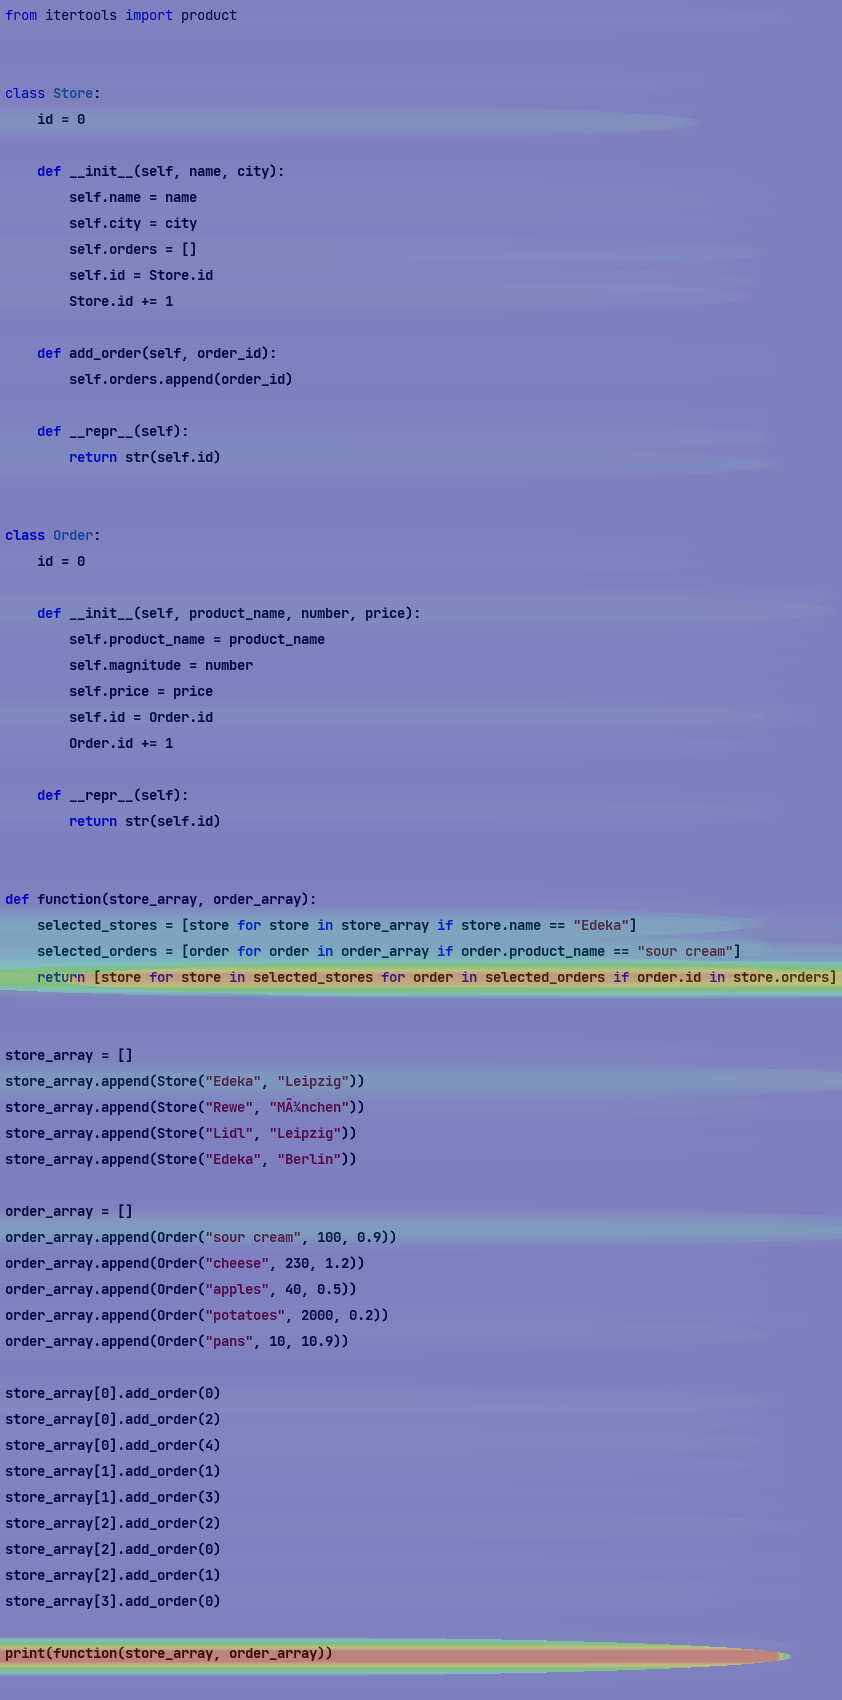 from itertools import product
class Store:
    id = 0
    def __init__(self, name, city):
        self.name = name
        self.city = city
        self.orders = []
        self.id = Store.id
        Store.id += 1
    def add_order(self, order_id):
        self.orders.append(order_id)
    def __repr__(self):
        return str(self.id)
class Order:
    id = 0
    def __init__(self, product_name, number, price):
        self.product_name = product_name
        self.magnitude = number
        self.price = price
        self.id = Order.id
        Order.id += 1
    def __repr__(self):
        return str(self.id)
def function(store_array, order_array):
    selected_stores = [store for store in store_array if store.name == "Edeka"]
    selected_orders = [order for order in order_array if order.product_name == "sour cream"]
    return [store for store in selected_stores for order in selected_orders if order.id in store.orders]
store_array = []
store_array.append(Store("Edeka", "Leipzig"))
store_array.append(Store("Rewe", "MÃ¼nchen"))
store_array.append(Store("Lidl", "Leipzig"))
store_array.append(Store("Edeka", "Berlin"))
order_array = []
order_array.append(Order("sour cream", 100, 0.9))
order_array.append(Order("cheese", 230, 1.2))
order_array.append(Order("apples", 40, 0.5))
order_array.append(Order("potatoes", 2000, 0.2))
order_array.append(Order("pans", 10, 10.9))
store_array[0].add_order(0)
store_array[0].add_order(2)
store_array[0].add_order(4)
store_array[1].add_order(1)
store_array[1].add_order(3)
store_array[2].add_order(2)
store_array[2].add_order(0)
store_array[2].add_order(1)
store_array[3].add_order(0)
print(function(store_array, order_array))